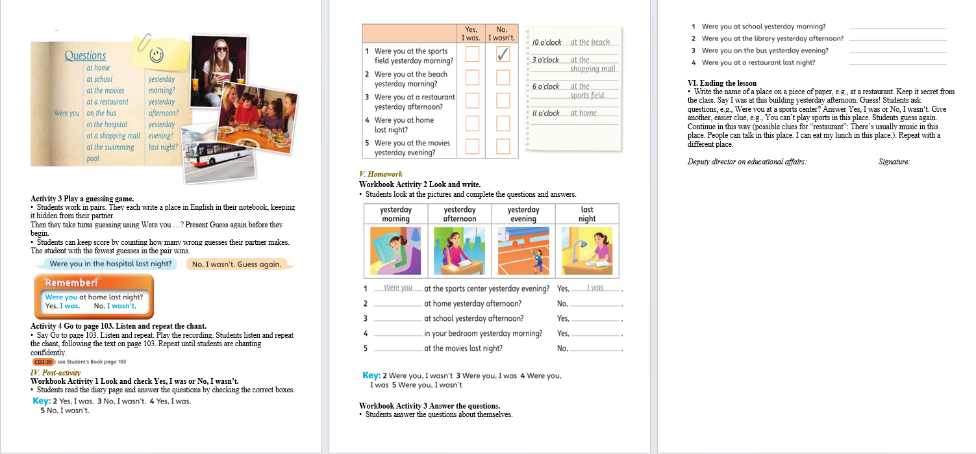 Questions
at home
at school
at the movies
at a restaurant
Were you on the bus
in the hospital
at a shopping mall
at the swimming
pool
yesterday
morning?
yesterday
afternoon?
yesterday
evening?
last night?
Activity 3 Play a guessing game.
• Students work in pairs. They each write a place in English in their notebook, keeping
it hidden from their partner.
Then they take turns guessing using Were you …? Present Guess again before they
begin.
• Students can keep score by counting how many wrong guesses their partner makes.
The student with the fewest guesses in the pair wins.
Were you in the hospital last night? No, I wasn't. Guess again.
Remember!
Were you at home last night?
Yes, I was. No, I wasn't.
Activity 4 Go to page 103. Listen and repeat the chant.
• Say Go to page 103. Listen and repeat. Play the recording. Students listen and repeat
the chant, following the text on page 103. Repeat until students are chanting
confidently.
CD2:39 see Student's Book page 103
IV. Post-activity
Workbook Activity 1 Look and check Yes, I was or No, I wasn't.
• Students read the diary page and answer the questions by checking the correct boxes.
Key: 2 Yes, I was. 3 No, I wasn't. 4 Yes, I was.
5 No, I wasn't.
Yes, I was. No, I wasn't.
1 Were you at the sports
field yesterday morning?
2 Were you at the beach
yesterday morning?
3 Were you at a restaurant
yesterday afternoon?
4 Were you at home
last night?
5 Were you at the movies
yesterday evening?
10 o'clock at the beach
3 o'clock at the
shopping mall
6 o'clock at the
sports field
11 o'clock at home
V. Homework
Workbook Activity 2 Look and write.
• Students look at the pictures and complete the questions and answers.
yesterday morning
yesterday afternoon
yesterday evening
last night
1 Were you at the sports center yesterday evening? Yes, I was .
2 at home yesterday afternoon? No, .
3 at school yesterday afternoon? Yes, .
4 in your bedroom yesterday morning? Yes, .
5 at the movies last night? No, .
Key: 2 Were you, I wasn't 3 Were you, I was 4 Were you,
I was 5 Were you, I wasn't
Workbook Activity 3 Answer the questions.
• Students answer the questions about themselves.
1 Were you at school yesterday morning?
2 Were you at the library yesterday afternoon?
3 Were you on the bus yesterday evening?
4 Were you at a restaurant last night?
VI. Ending the lesson
• Write the name of a place on a piece of paper, e.g., at a restaurant. Keep it secret from
the class. Say I was at this building yesterday afternoon. Guess! Students ask
questions, e.g., Were you at a sports center? Answer Yes, I was or No, I wasn't. Give
another, easier clue, e.g., You can't play sports in this place. Students guess again.
Continue in this way (possible clues for "restaurant": There's usually music in this
place. People can talk in this place. I can eat my lunch in this place.). Repeat with a
different place.
Deputy director on educational affairs: Signature: